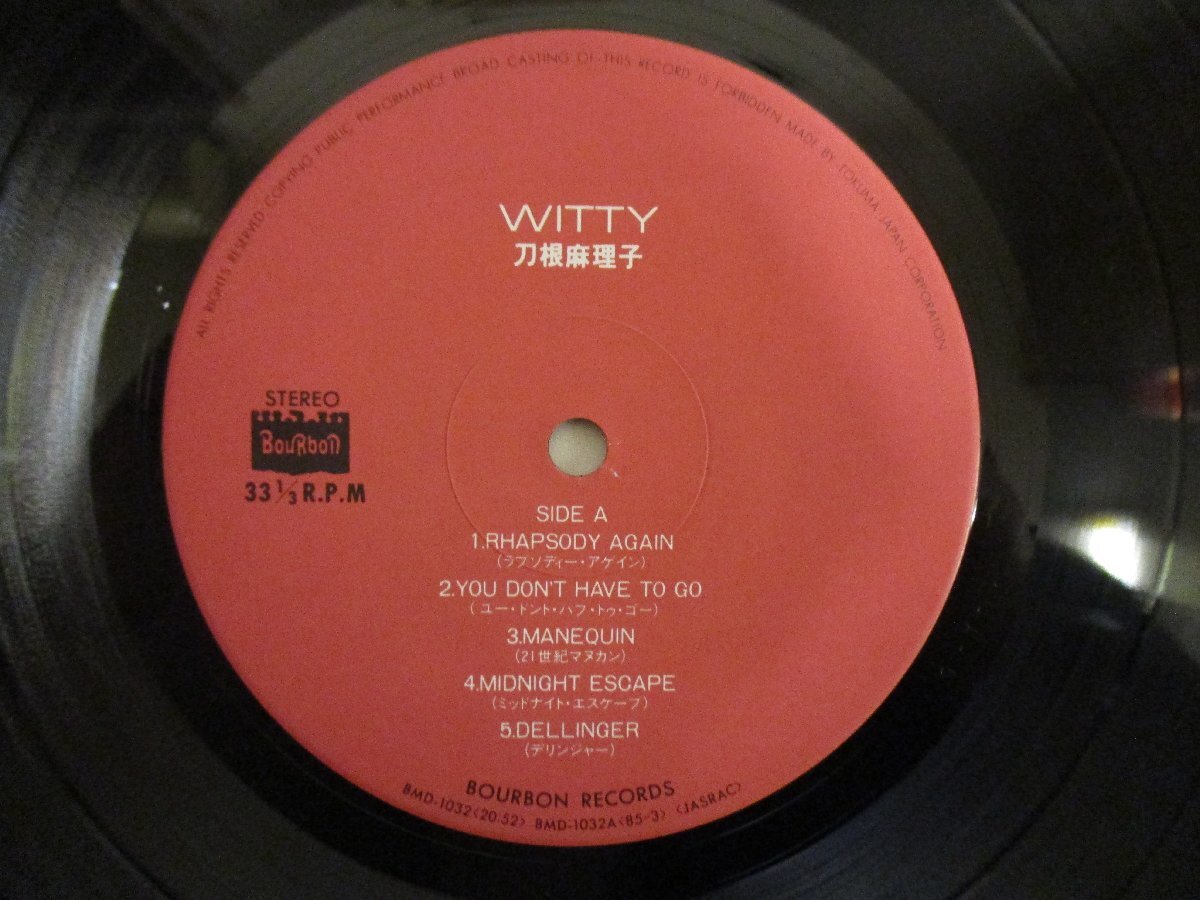 ALL RIGHTS RESERVED COPYING PUBLIC PERFORMANCE BROAD CASTING OF THIS RECORD IS FORBIDDEN MADE BY TOKUMA JAPAN CORPORATION
WITTY
刀根麻理子
STEREO
BouRboN
33 1/3 R.P.M
SIDE A
1.RHAPSODY AGAIN
(ラプソディー・アゲイン)
2.YOU DON'T HAVE TO GO
(ユー・ドント・ハフ・トゥ・ゴー)
3.MANEQUIN
(21世紀マヌカン)
4.MIDNIGHT ESCAPE
(ミッドナイト・エスケープ)
5.DELLINGER
(デリンジャー)
BOURBON RECORDS
BMD-1032<20:52> BMD-1032A<85-3> <JASRAC>